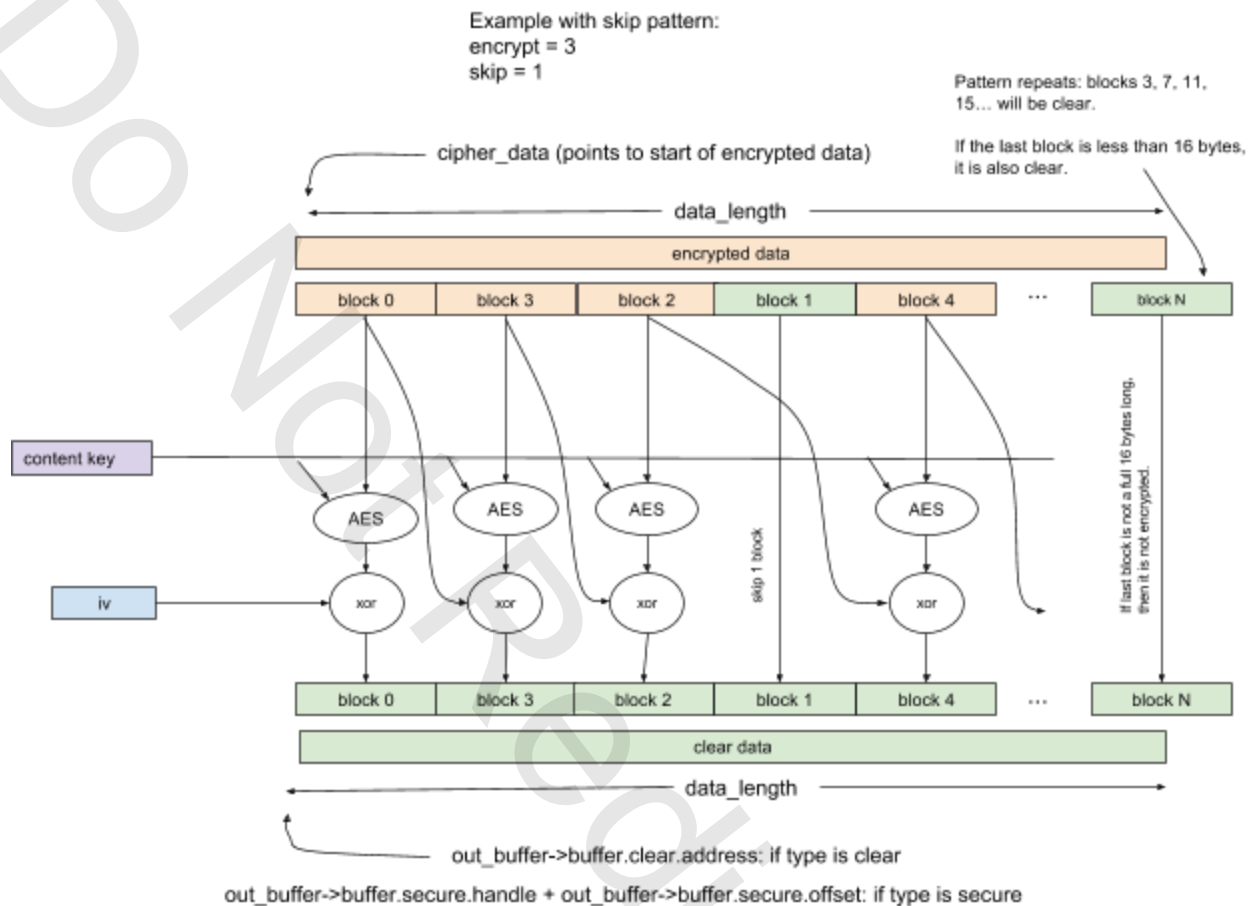 Example with skip pattern:
encrypt = 3
skip = 1
Pattern repeats: blocks 3, 7, 11,
15... will be clear.
If the last block is less than 16 bytes,
it is also clear.
cipher_data (points to start of encrypted data)
data_length
encrypted data
block 0 block 3 block 2 block 1 block 4 ... block N
content key
AES AES AES AES
skip 1 block
If last block is not a full 16 bytes long,
then it is not encrypted.
iv
xor xor xor xor
block 0 block 3 block 2 block 1 block 4 ... block N
clear data
data_length
out_buffer->buffer.clear.address: if type is clear
out_buffer->buffer.secure.handle + out_buffer->buffer.secure.offset: if type is secure
Do Not Redi